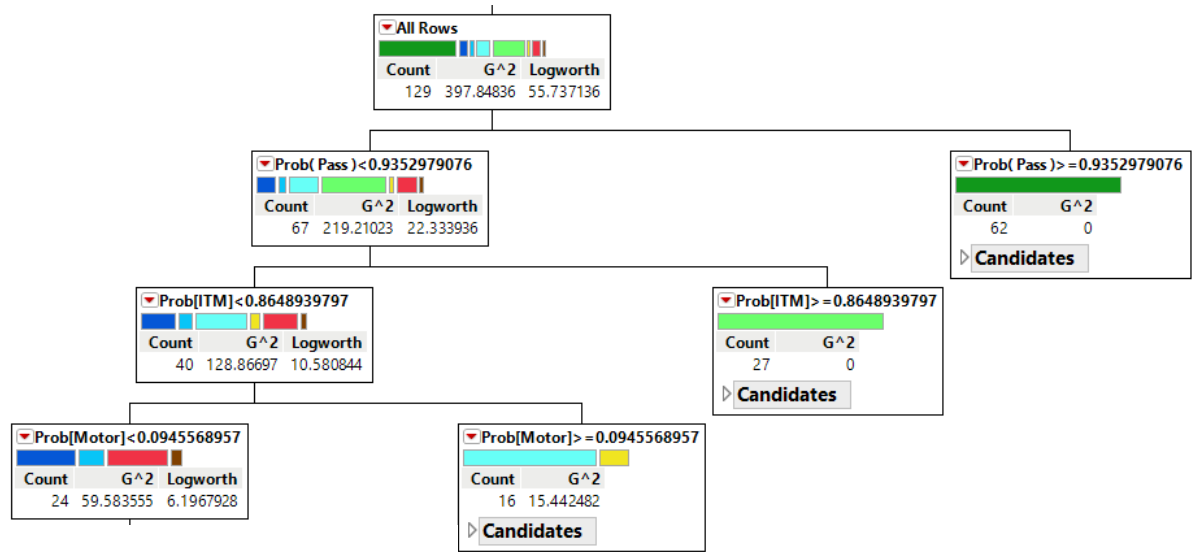 All Rows
Count G^2 Logworth
129 397.84836 55.737136
Prob( Pass )<0.9352979076
Count G^2 Logworth
67 219.21023 22.333936
Prob( Pass )>=0.9352979076
Count G^2
62 0
Candidates
Prob[ITM]<0.8648939797
Count G^2 Logworth
40 128.86697 10.580844
Prob[ITM]>=0.8648939797
Count G^2
27 0
Candidates
Prob[Motor]<0.0945568957
Count G^2 Logworth
24 59.583555 6.1967928
Prob[Motor]>=0.0945568957
Count G^2
16 15.442482
Candidates